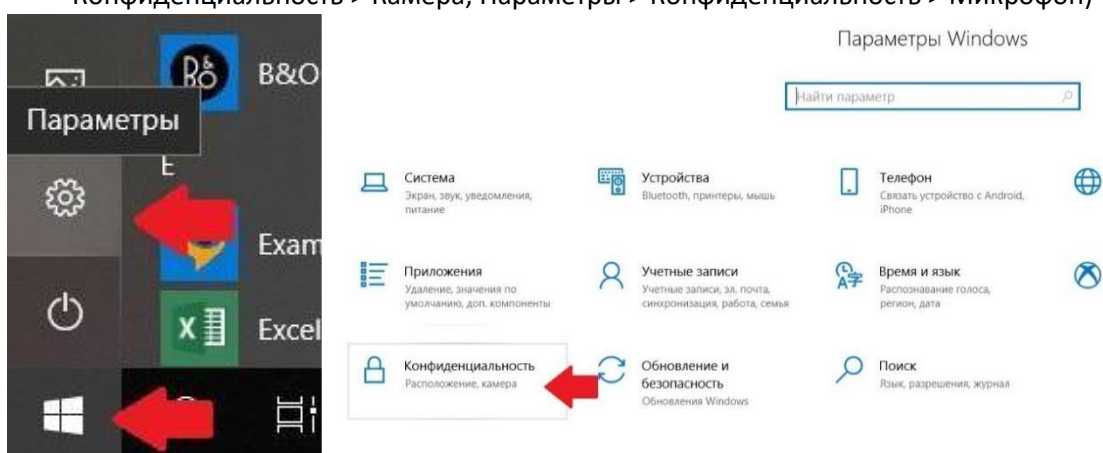 Конфиденциальность > Камера; Параметры > Конфиденциальность > Микрофон)
Параметры
B&O
E
Exam
Excel
Параметры Windows
Найти параметр
Система
Экран, звук, уведомления,
питание
Устройства
Bluetooth, принтеры, мышь
Телефон
Связать устройство с Android,
iPhone
Приложения
Удаление, значения по
умолчанию, доп. компоненты
Учетные записи
Учетные записи, эл. почта,
синхронизация, работа, семья
Время и язык
Распознавание голоса,
регион, дата
Конфиденциальность
Расположение, камера
Обновление и
безопасность
Обновления Windows
Поиск
Язык, разрешения, журнал